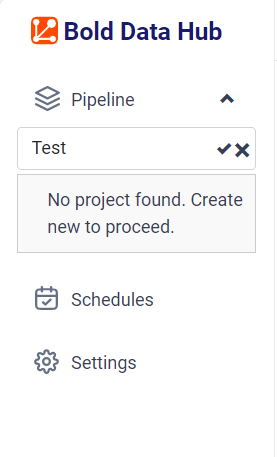 Bold Data Hub
Pipeline
Test
No project found. Create
new to proceed.
Schedules
Settings